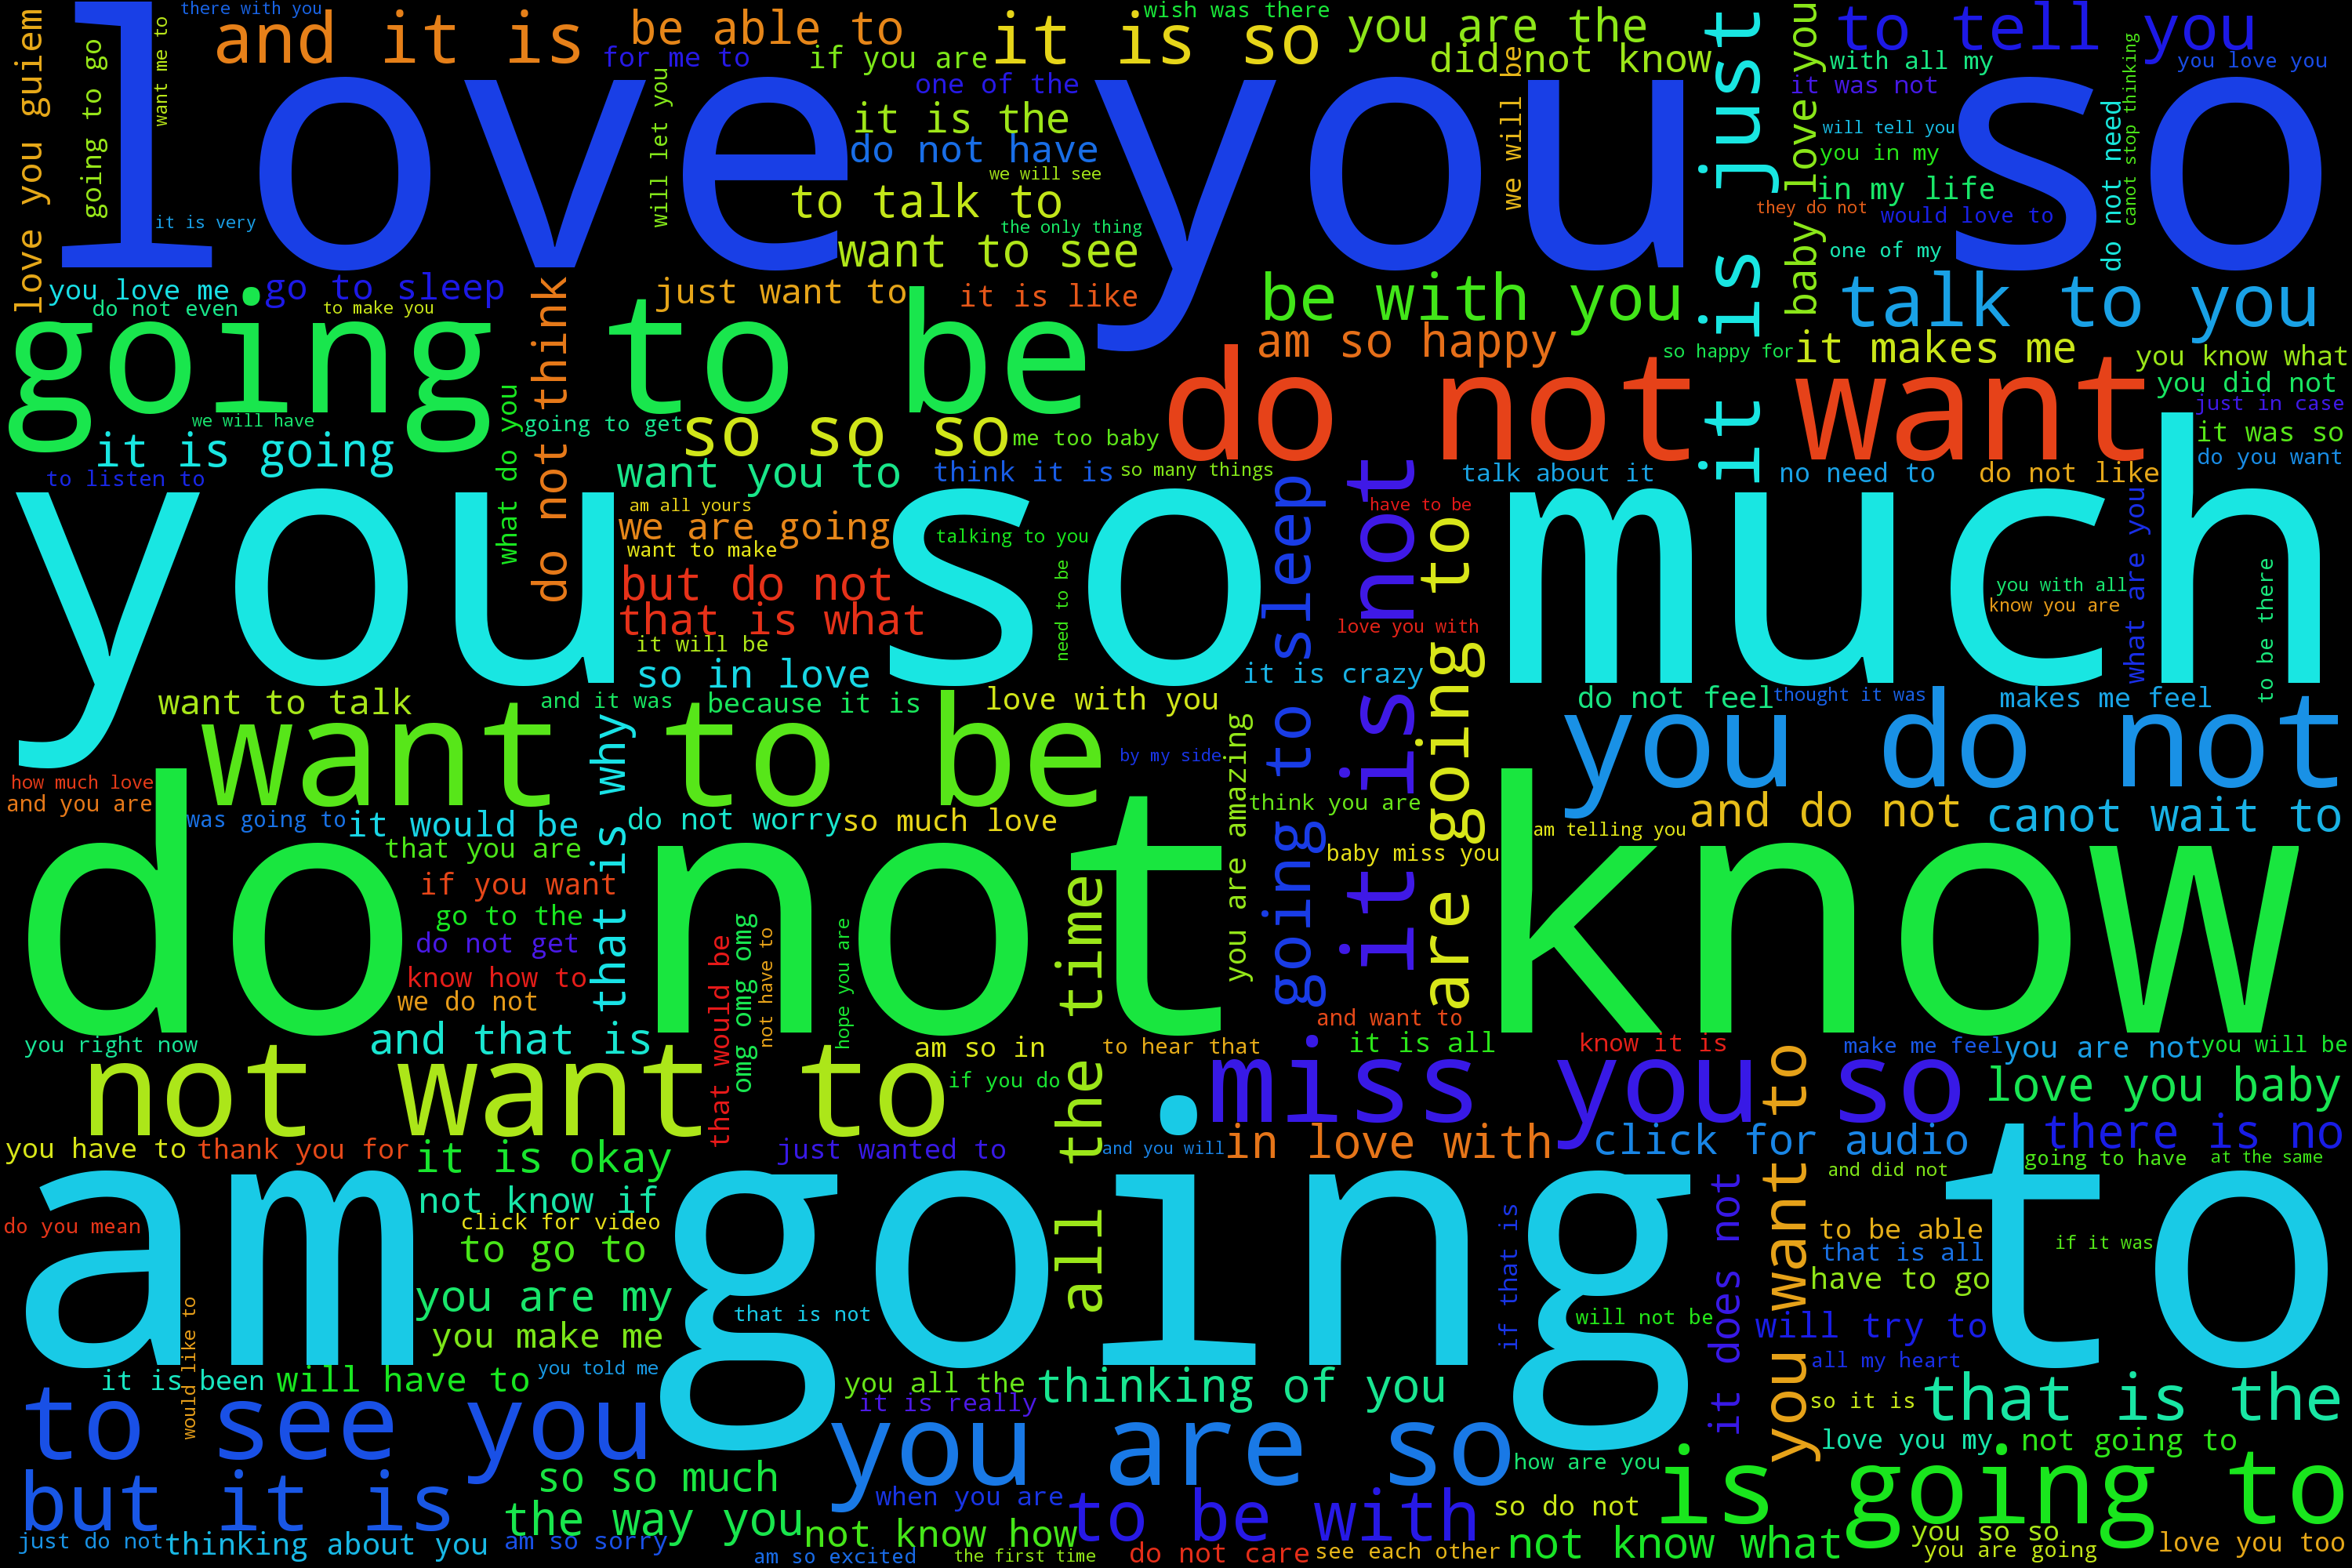 there with you
and it is
be able to
wish was there
you are the
to tell you
love you guiem
going to go
want me to
for me to
if you are
it is so
did not know
with all my
you love you
love you so
one of the
it was not
it is the
do not have
will let you
we will be
it is just
baby love you
will tell you
you in my
do not need
canot stop thinking
we will see
to talk to
in my life
they do not
would love to
it is very
the only thing
want to see
one of my
you love me
go to sleep
just want to
it is like
be with you
talk to you
do not even
to make you
going to be
do not think
am so happy
so happy for
it makes me
you know what
do not want
you did not
just in case
we will have
what do you
going to get
so so so
me too baby
it was so
it is going
do you want
to listen to
want you to
think it is
so many things
talk about it
no need to
do not like
you so much
am all yours
we are going
talking to you
have to be
want to make
but do not
need to be
that is what
going to sleep
it is not
are going to
you with all
know you are
what are you
to be there
love you with
it will be
so in love
it is crazy
want to talk
and it was
because it is
love with you
do not feel
thought it was
makes me feel
want to be
by my side
you do not
how much love
and you are
that is why
you are amazing
think you are
was going to
it would be
do not worry
so much love
and do not
canot wait to
am telling you
that you are
baby miss you
do not know
if you want
go to the
do not get
know how to
we do not
that would be
omg omg omg
not have to
hope you are
all the time
and that is
and want to
you right now
am so in
to hear that
it is all
know it is
make me feel
you are not
you will be
not want to
if you do
miss you so
love you baby
you have to
thank you for
it is okay
just wanted to
and you will
in love with
click for audio
there is no
am going to
not know if
and did not
going to have
at the same
do you mean
click for video
to go to
if that is
it does not
you want to
to be able
that is all
if it was
have to go
you are my
that is not
will not be
you make me
would like to
will try to
it is been
will have to
you told me
you all the
thinking of you
all my heart
it is really
so it is
that is the
to see you
you are so
love you my
not going to
so so much
how are you
is going to
but it is
the way you
when you are
to be with
so do not
just do not
thinking about you
am so sorry
not know how
am so excited
the first time
do not care
see each other
not know what
you so so
you are going
love you too